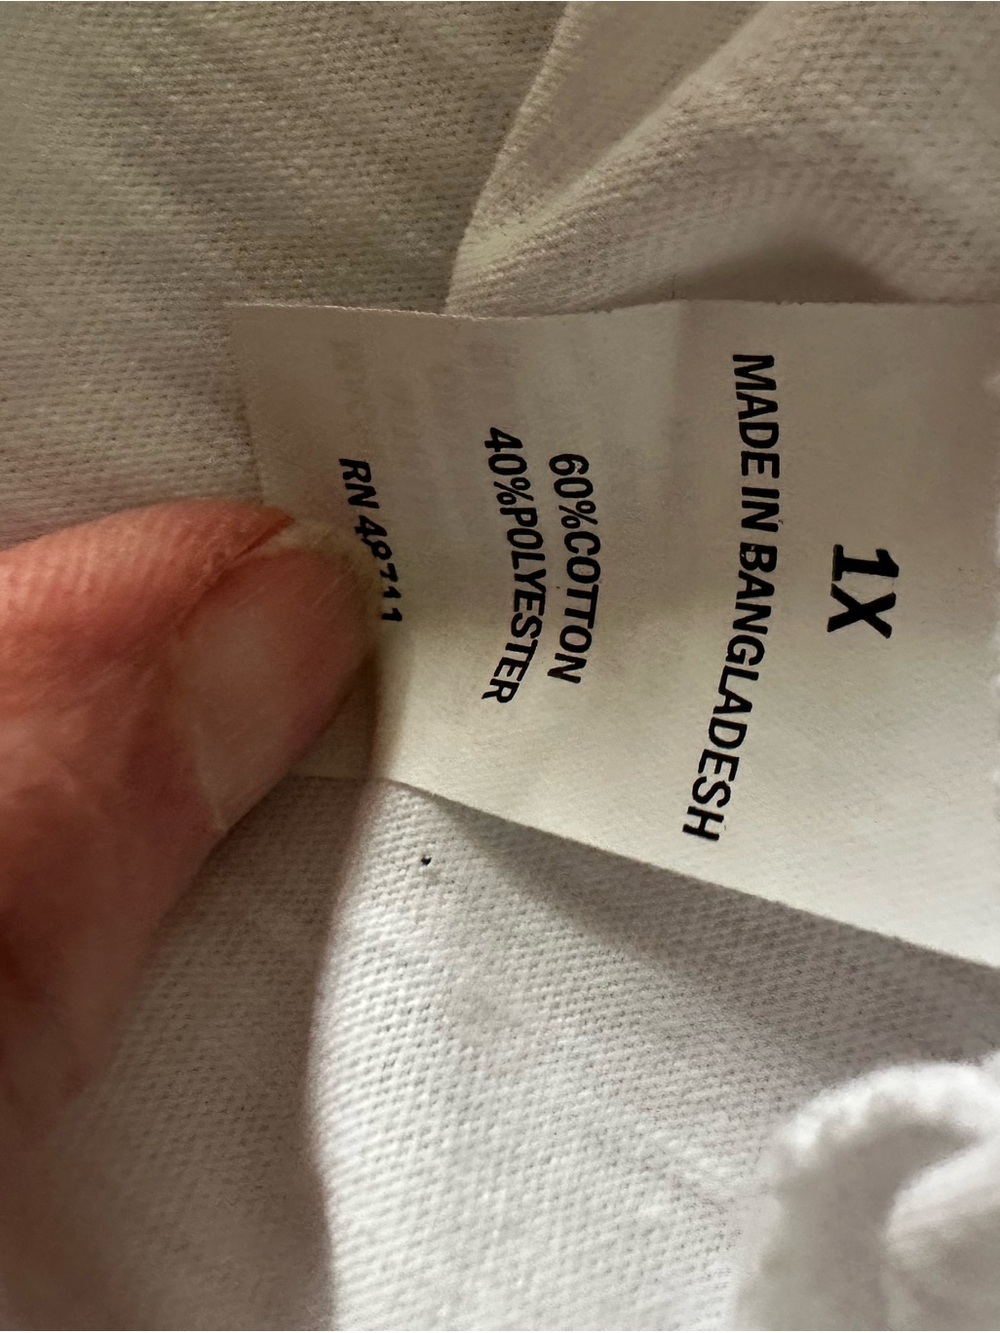 1X
MADE IN BANGLADESH
60%COTTON
40%POLYESTER
RN